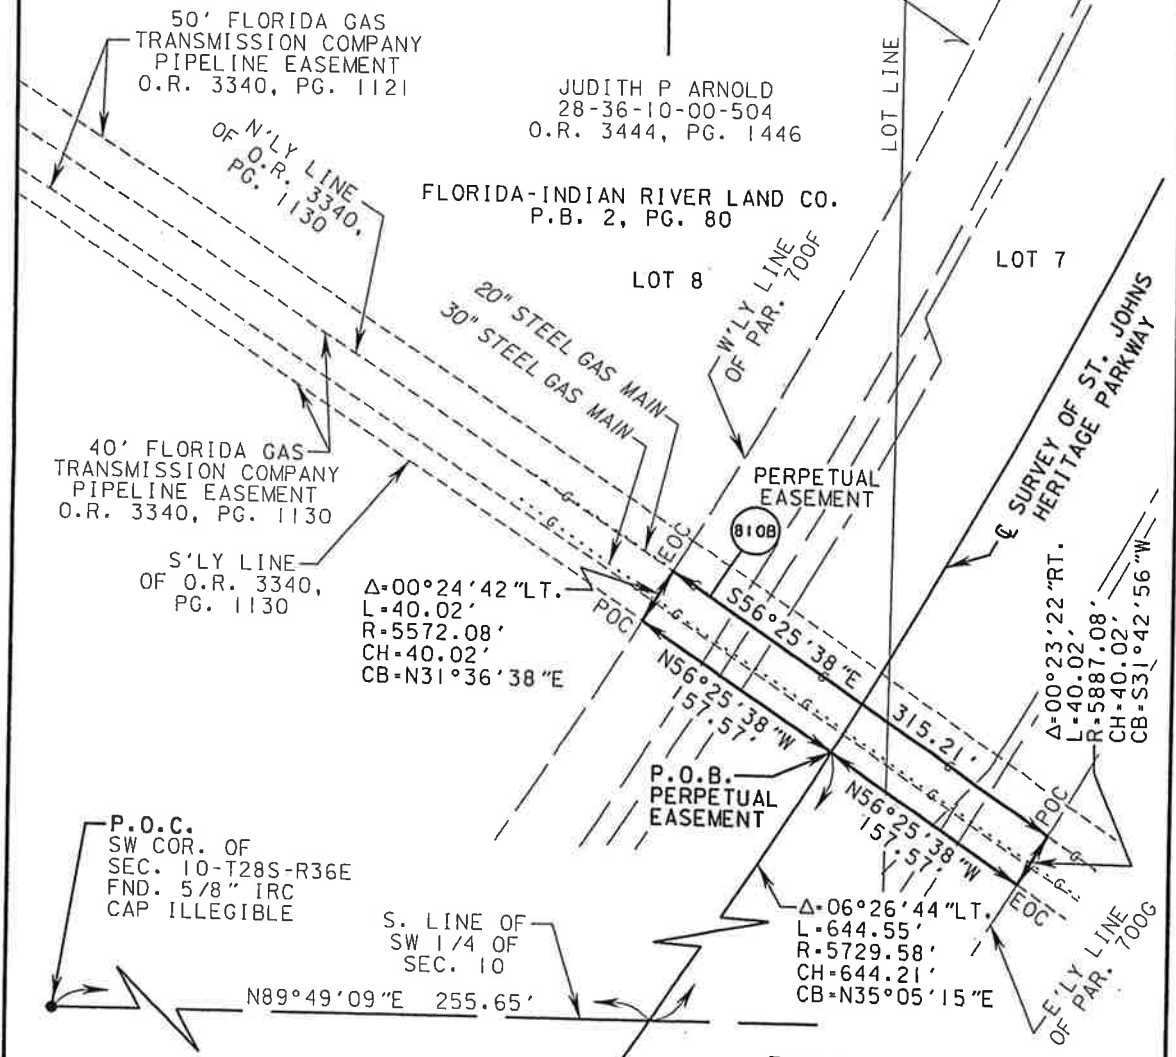 50' FLORIDA GAS
TRANSMISSION COMPANY
PIPELINE EASEMENT
O.R. 3340, PG. 1121
JUDITH P ARNOLD
28-36-10-00-504
O.R. 3444, PG. 1446
LOT LINE
N'LY LINE
OF O.R. 3340,
PG. 1130
FLORIDA-INDIAN RIVER LAND CO.
P.B. 2, PG. 80
LOT 8
LOT 7
W'LY LINE
OF PAR. 700F
20" STEEL GAS MAIN
30" STEEL GAS MAIN
℄ SURVEY OF ST. JOHNS
HERITAGE PARKWAY
40' FLORIDA GAS
TRANSMISSION COMPANY
PIPELINE EASEMENT
O.R. 3340, PG. 1130
PERPETUAL
EASEMENT
810B
S'LY LINE
OF O.R. 3340,
PG. 1130
G
G
EOC
POC
Δ=00°24'42"LT.
L=40.02'
R=5572.08'
CH=40.02'
CB=N31°36'38"E
S56°25'38"E
315.21'
N56°25'38"W
157.57'
Δ=00°23'22"RT.
L=40.02'
R=5887.08'
CH=40.02'
CB=S31°42'56"W
P.O.B.
PERPETUAL
EASEMENT
N56°25'38"W
157.57'
POC
EOC
P.O.C.
SW COR. OF
SEC. 10-T28S-R36E
FND. 5/8" IRC
CAP ILLEGIBLE
S. LINE OF
SW 1/4 OF
SEC. 10
N89°49'09"E 255.65'
Δ=06°26'44"LT.
L=644.55'
R=5729.58'
CH=644.21'
CB=N35°05'15"E
E'LY LINE
OF PAR. 700G